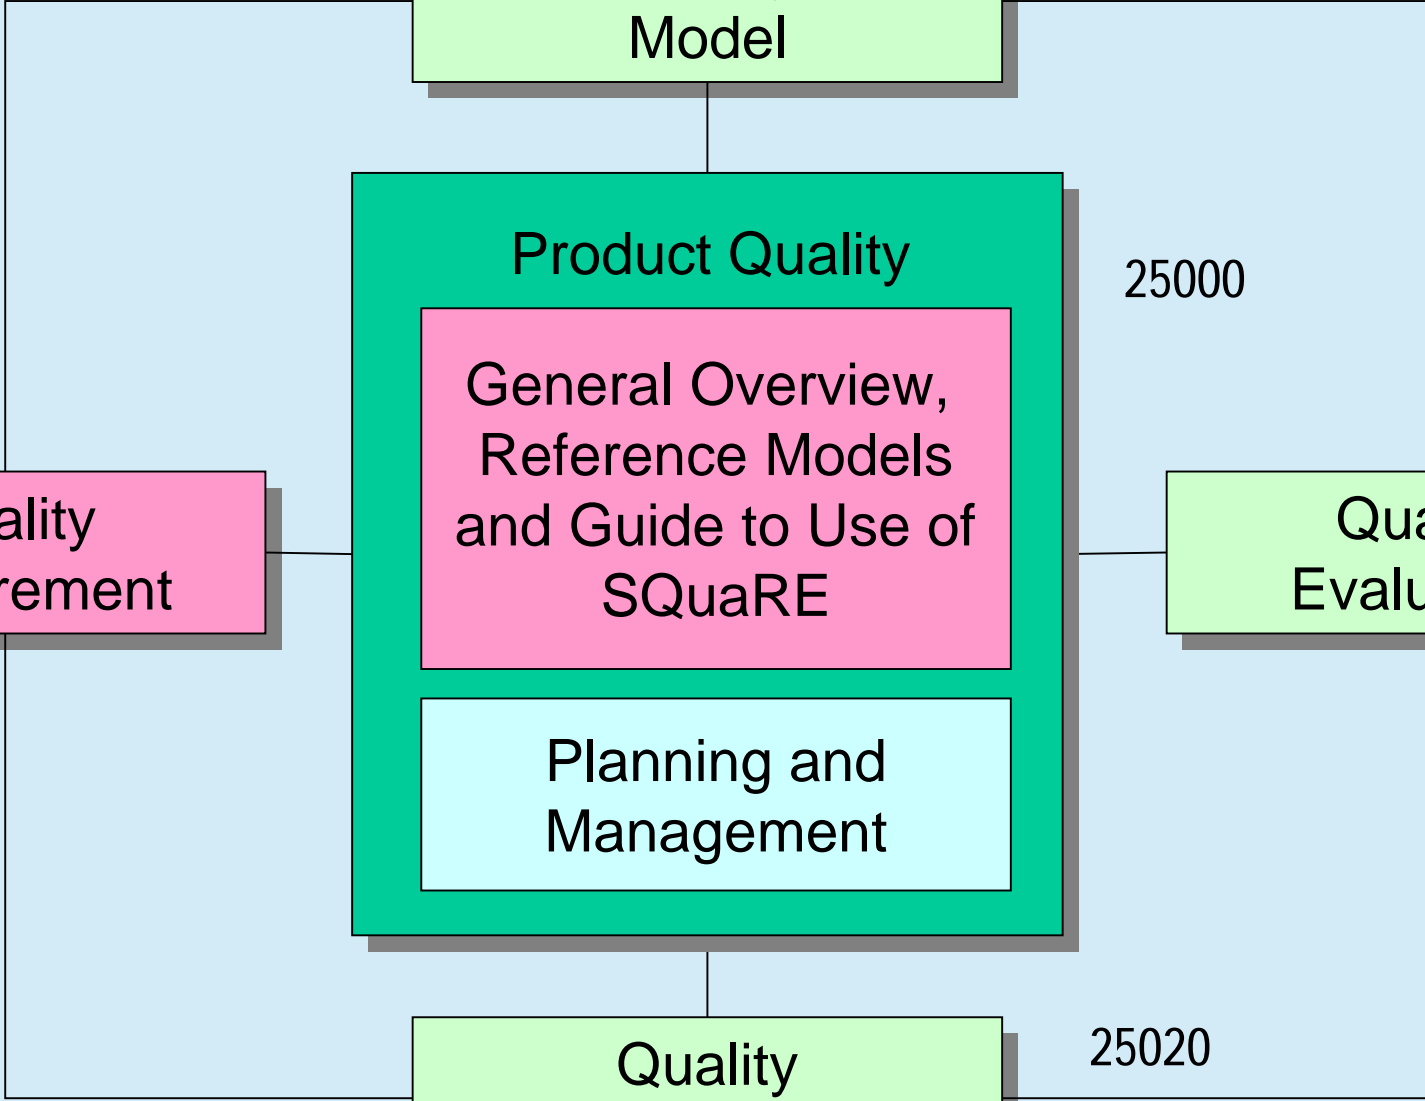 Model
Product Quality
25000
General Overview,
Reference Models
and Guide to Use of
SQuaRE
ality
rement
Qua
Evalu
Planning and
Management
Quality
25020